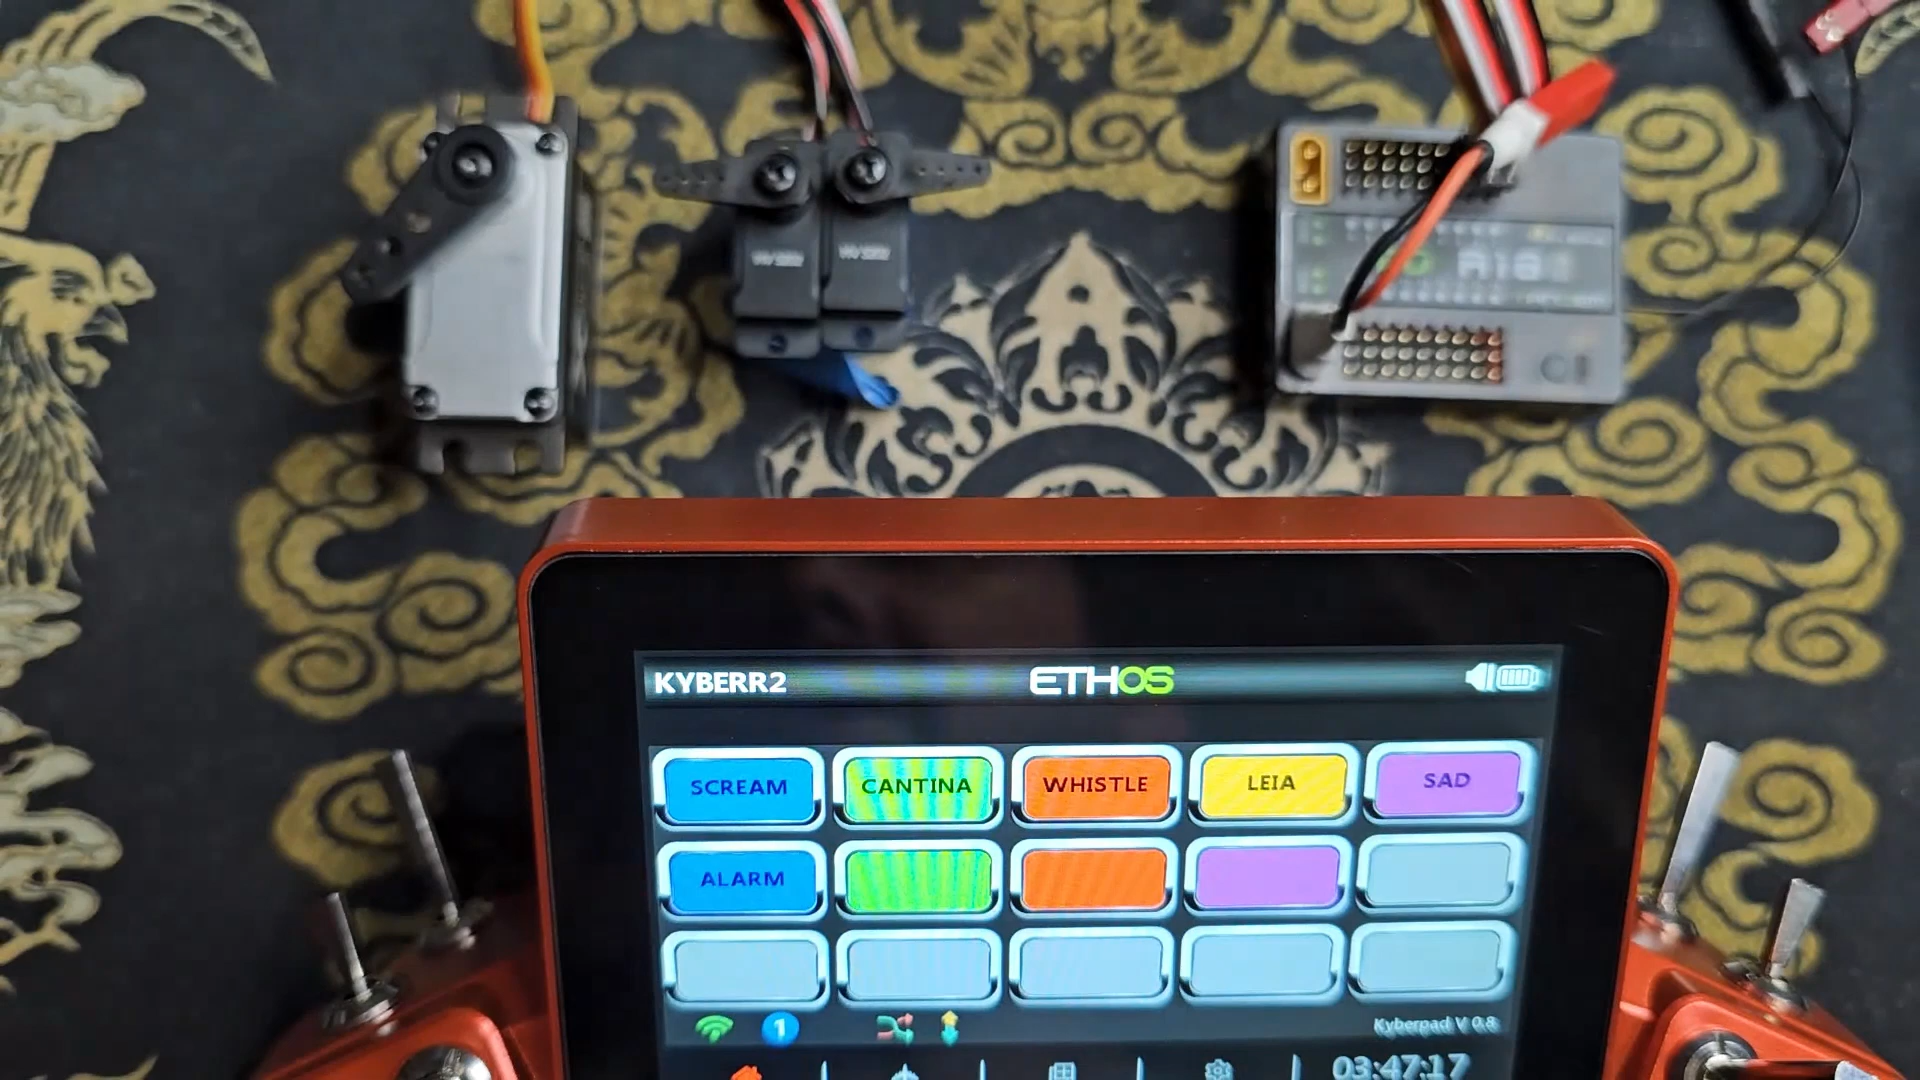 KYBERR2
ETHOS
SCREAM
CANTINA
WHISTLE
LEIA
SAD
ALARM
1
Kyberpad V 0.8
03:47:17